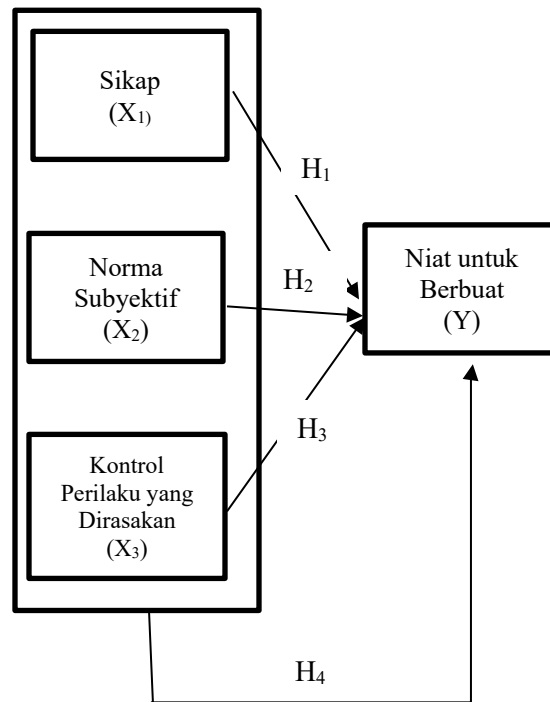 Sikap
(X1)
H1
Norma
Subyektif
(X2)
H2
Niat untuk
Berbuat
(Y)
H3
Kontrol
Perilaku yang
Dirasakan
(X3)
H4